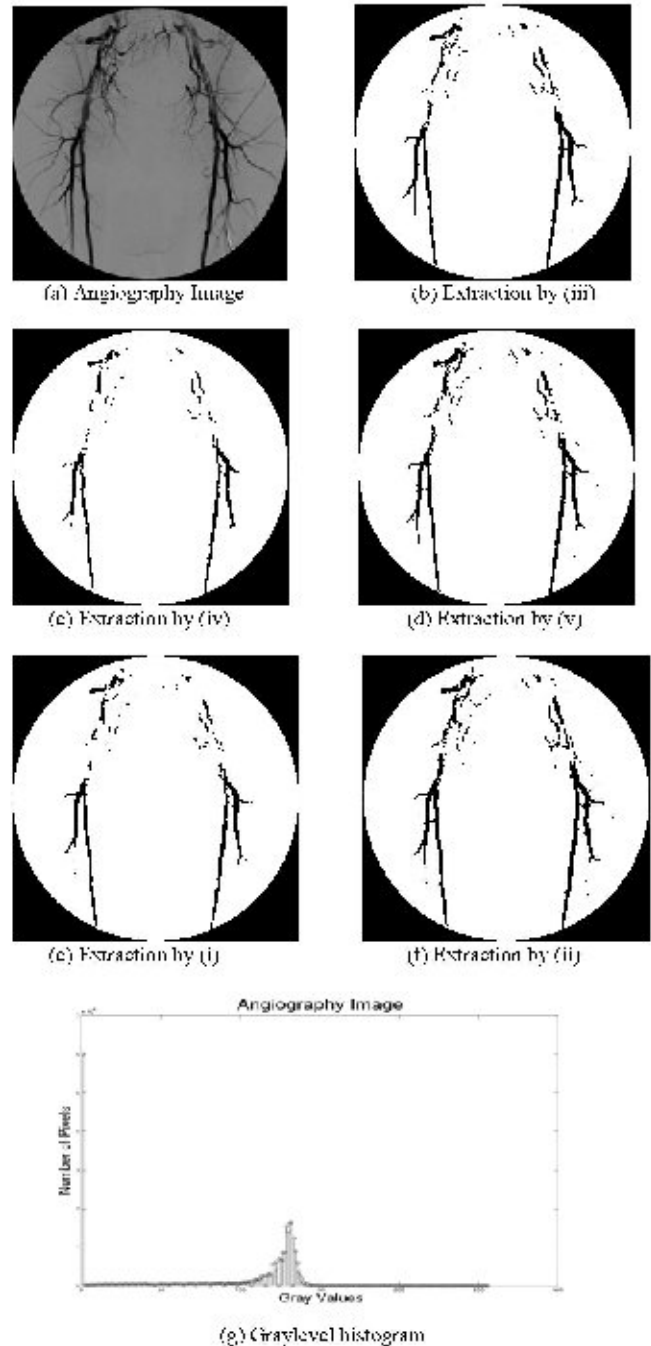 (a) Angiography Image
(b) Extraction by (iii)
(c) Extraction by (iv)
(d) Extraction by (v)
(e) Extraction by (i)
(f) Extraction by (ii)
Angiography Image
Number of Pixels
Gray Values
(g) Graylevel histogram